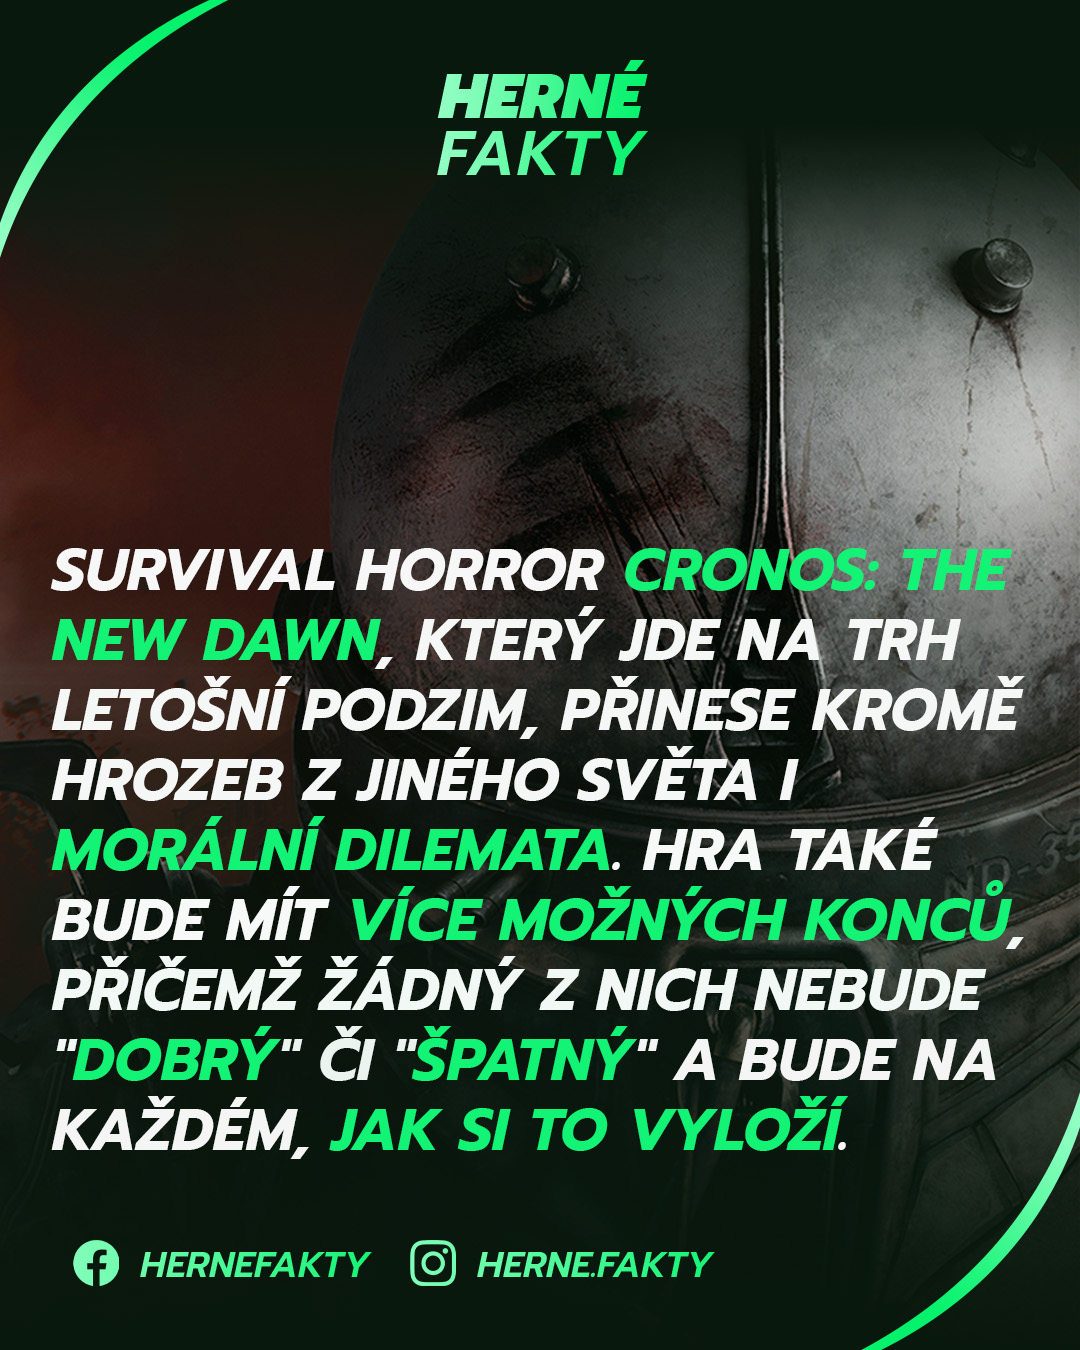 HERNÉ
FAKTY
SURVIVAL HORROR CRONOS: THE
NEW DAWN, KTERÝ JDE NA TRH
LETOŠNÍ PODZIM, PŘINESE KROMĚ
HROZEB Z JINÉHO SVĚTA I
MORÁLNÍ DILEMATA. HRA TAKÉ
BUDE MÍT VÍCE MOŽNÝCH KONCŮ,
PŘIČEMŽ ŽÁDNÝ Z NICH NEBUDE
"DOBRÝ" ČI "ŠPATNÝ" A BUDE NA
KAŽDÉM, JAK SI TO VYLOŽÍ.
HERNEFAKTY HERNE.FAKTY